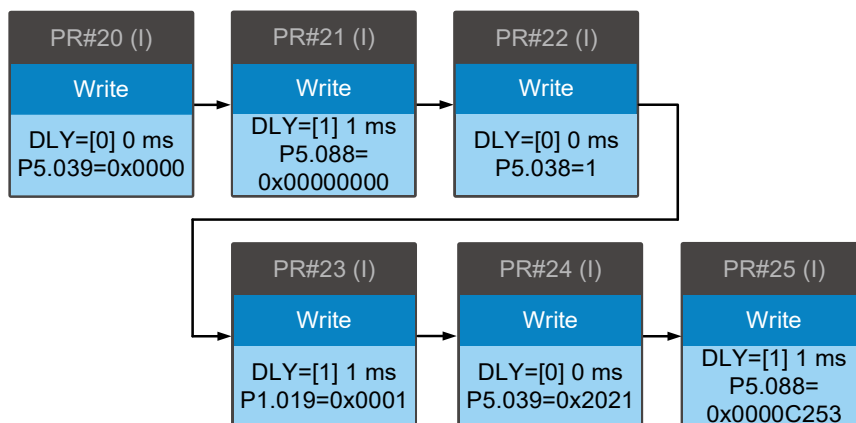 PR#20 (I)
Write
DLY=[0] 0 ms
P5.039=0x0000
PR#21 (I)
Write
DLY=[1] 1 ms
P5.088=
0x00000000
PR#22 (I)
Write
DLY=[0] 0 ms
P5.038=1
PR#23 (I)
Write
DLY=[1] 1 ms
P1.019=0x0001
PR#24 (I)
Write
DLY=[0] 0 ms
P5.039=0x2021
PR#25 (I)
Write
DLY=[1] 1 ms
P5.088=
0x0000C253